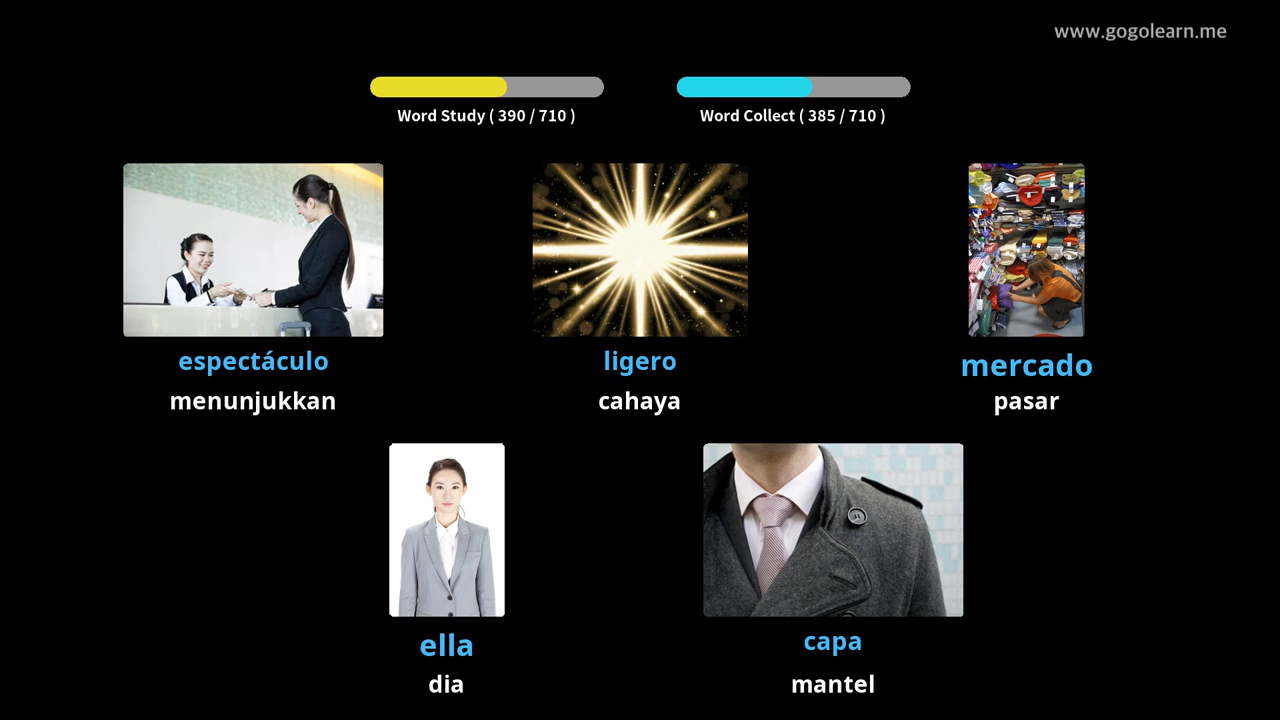 www.gogolearn.me
Word Study ( 390 / 710 )
Word Collect ( 385 / 710 )
espectáculo
menunjukkan
ligero
cahaya
mercado
pasar
ella
dia
capa
mantel